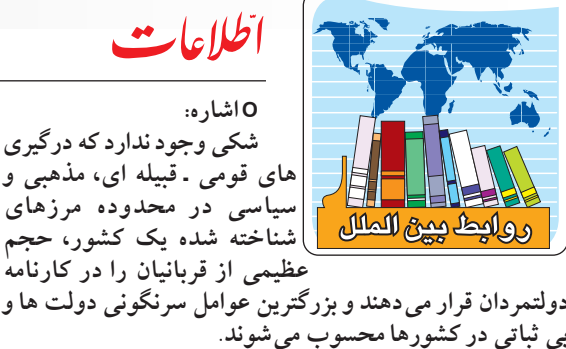 اطلاعات
روابط بین الملل
o اشاره:
شکی وجود ندارد که درگیری
های قومی ـ قبیله ای، مذهبی و
سیاسی در محدوده مرزهای
شناخته شده یک کشور، حجم
عظیمی از قربانیان را در کارنامه
دولتمردان قرار می دهند و بزرگترین عوامل سرنگونی دولت ها و
بی ثباتی در کشورها محسوب می شوند.